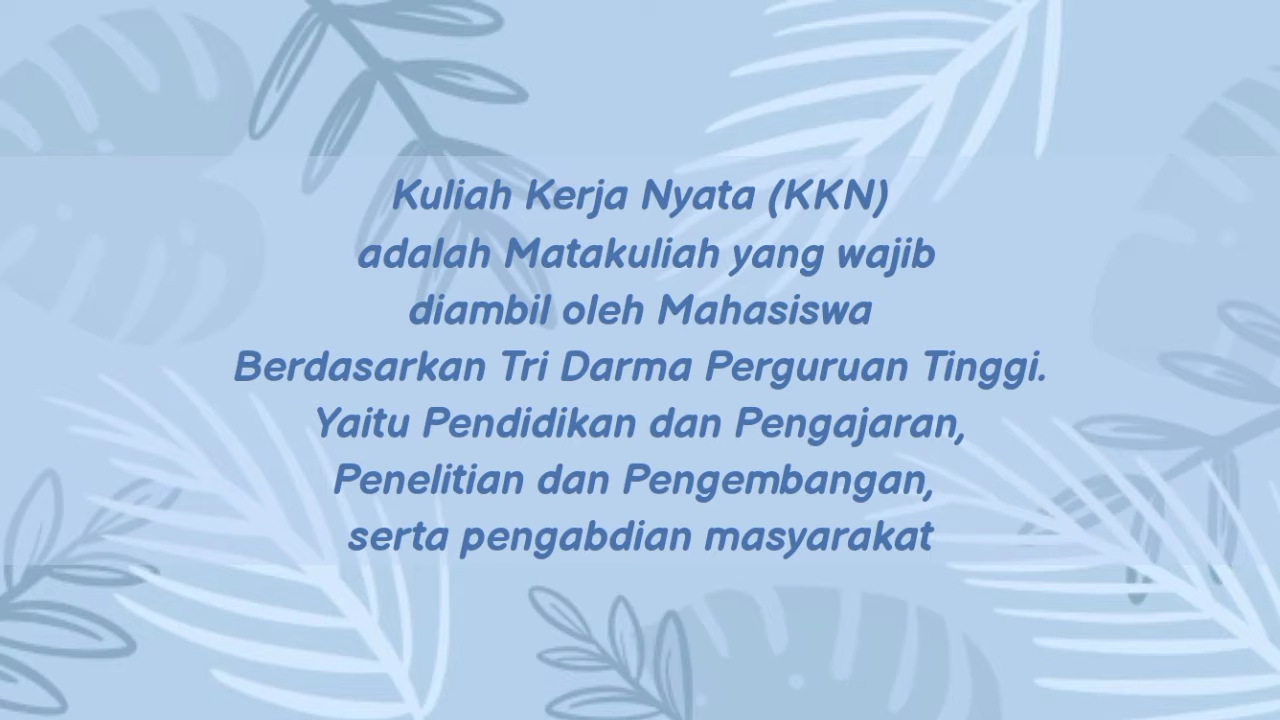 Kuliah Kerja Nyata (KKN)
adalah Matakuliah yang wajib
diambil oleh Mahasiswa
Berdasarkan Tri Darma Perguruan Tinggi.
Yaitu Pendidikan dan Pengajaran,
Penelitian dan Pengembangan,
serta pengabdian masyarakat